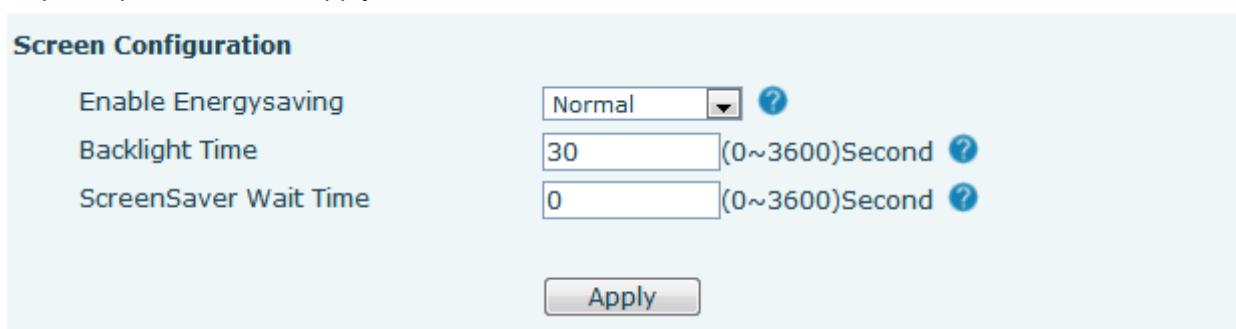 Screen Configuration
Enable Energysaving Normal ?
Backlight Time 30 (0~3600)Second ?
ScreenSaver Wait Time 0 (0~3600)Second ?
Apply